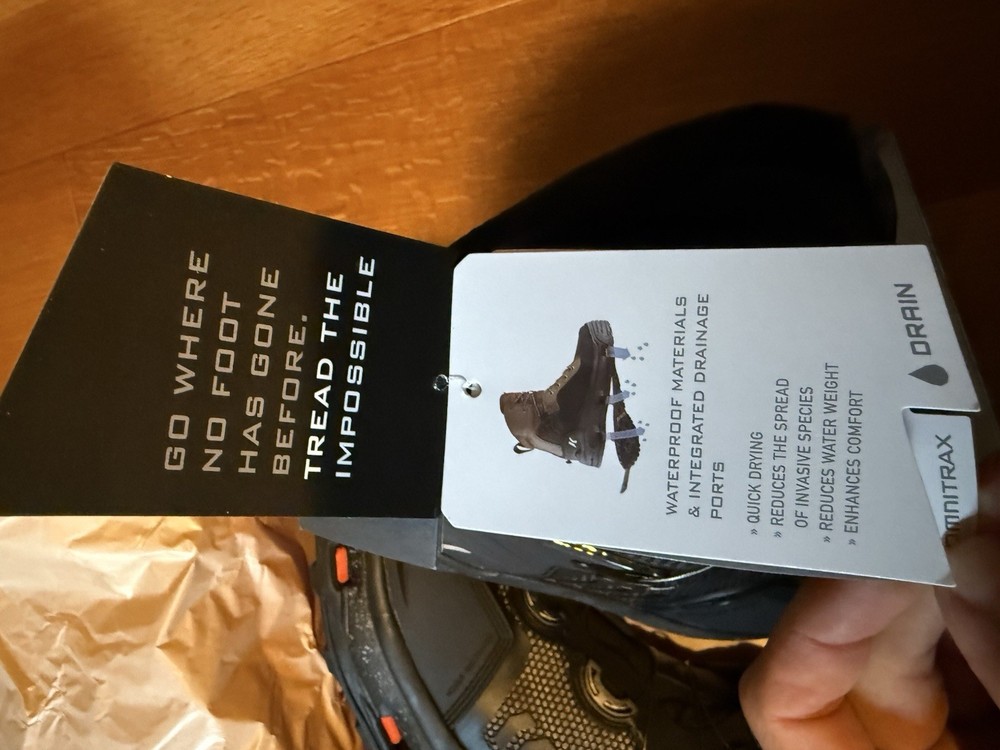 GO WHERE
NO FOOT
HAS GONE
BEFORE.
TREAD THE
IMPOSSIBLE
WATERPROOF MATERIALS
& INTEGRATED DRAINAGE
PORTS
» QUICK DRYING
» REDUCES THE SPREAD
OF INVASIVE SPECIES
» REDUCES WATER WEIGHT
» ENHANCES COMFORT
DRAIN
MNITRAX